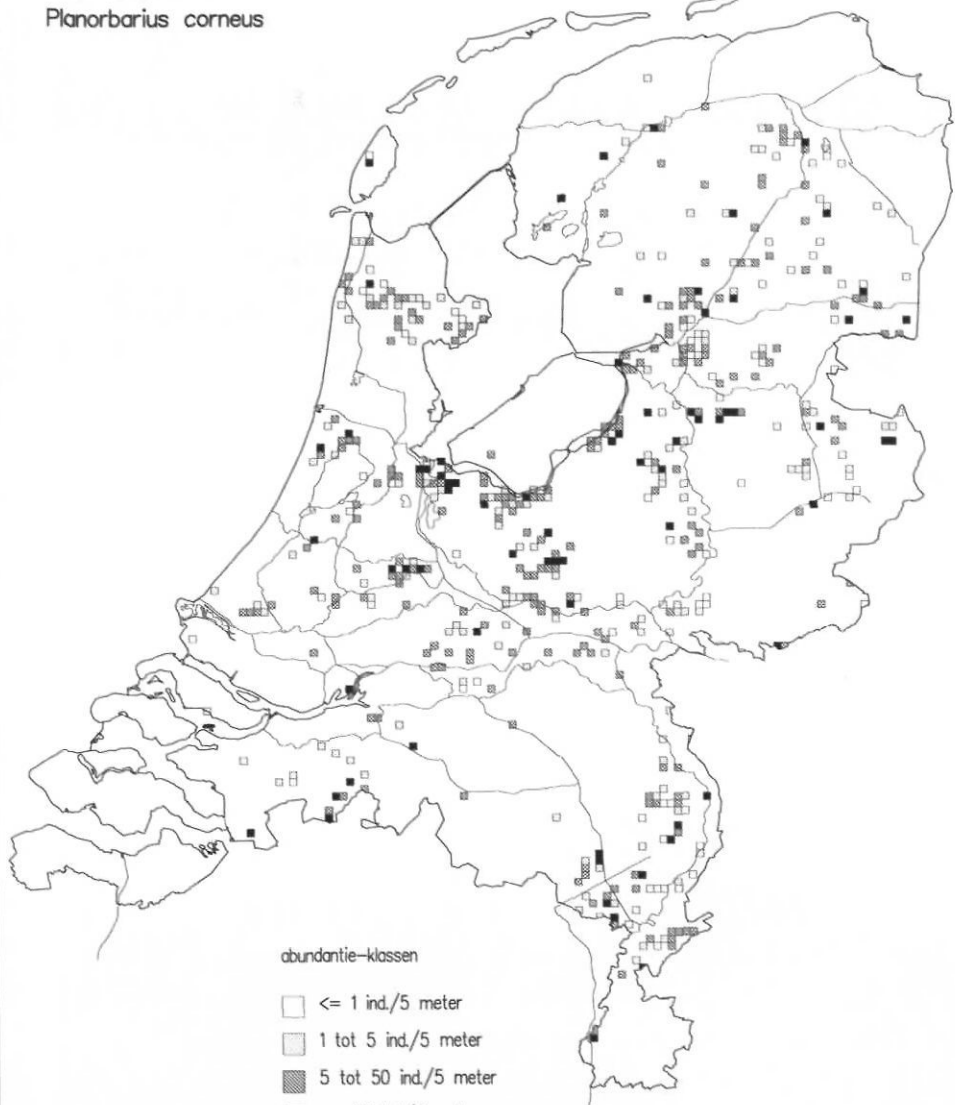 Planorbarius corneus
abundantie-klassen
<= 1 ind./5 meter
1 tot 5 ind./5 meter
5 tot 50 ind./5 meter